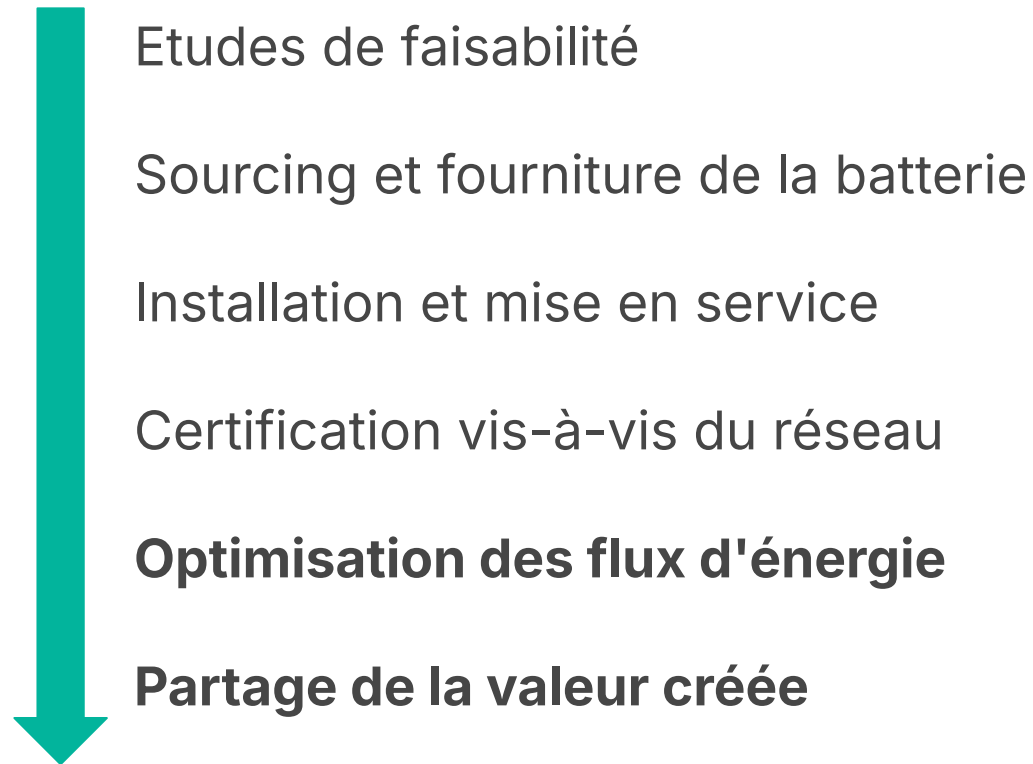 Etudes de faisabilité
Sourcing et fourniture de la batterie
Installation et mise en service
Certification vis-à-vis du réseau
Optimisation des flux d'énergie
Partage de la valeur créée